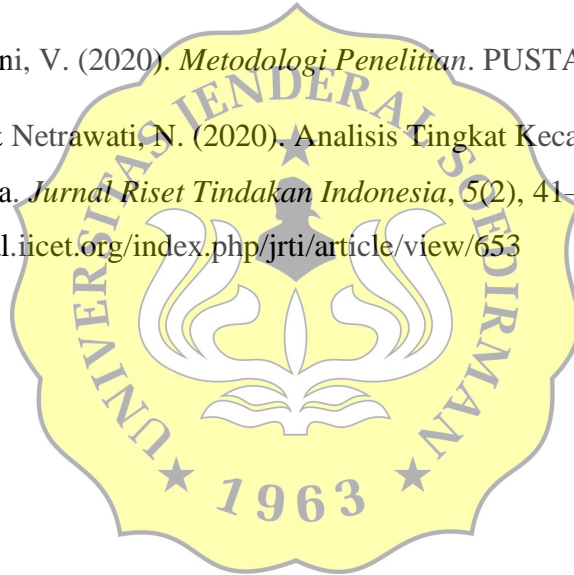 ni, V. (2020). Metodologi Penelitian. PUSTA
Netrawati, N. (2020). Analisis Tingkat Keca
a. Jurnal Riset Tindakan Indonesia, 5(2), 41–
l.iicet.org/index.php/jrti/article/view/653
UNIVERSITAS JENDERAL SOEDIRMAN
1963